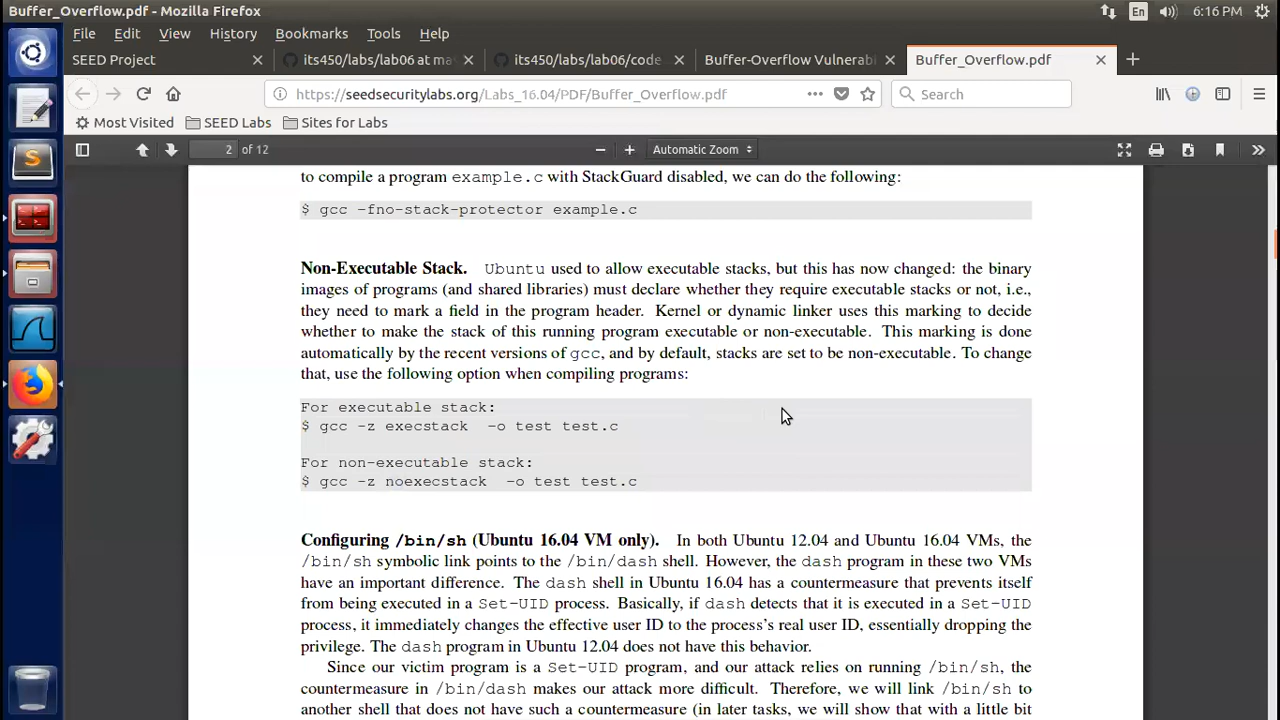 Buffer_Overflow.pdf - Mozilla Firefox
En
6:16 PM
File Edit View History Bookmarks Tools Help
SEED Project
its450/labs/lab06 at ma
its450/labs/lab06/code
Buffer-Overflow Vulnerabi
Buffer_Overflow.pdf
https://seedsecuritylabs.org/Labs_16.04/PDF/Buffer_Overflow.pdf
Search
Most Visited
SEED Labs
Sites for Labs
2 of 12
Automatic Zoom
to compile a program example.c with StackGuard disabled, we can do the following:
$ gcc -fno-stack-protector example.c
Non-Executable Stack. Ubuntu used to allow executable stacks, but this has now changed: the binary
images of programs (and shared libraries) must declare whether they require executable stacks or not, i.e.,
they need to mark a field in the program header. Kernel or dynamic linker uses this marking to decide
whether to make the stack of this running program executable or non-executable. This marking is done
automatically by the recent versions of gcc, and by default, stacks are set to be non-executable. To change
that, use the following option when compiling programs:
For executable stack:
$ gcc -z execstack -o test test.c
For non-executable stack:
$ gcc -z noexecstack -o test test.c
Configuring /bin/sh (Ubuntu 16.04 VM only). In both Ubuntu 12.04 and Ubuntu 16.04 VMs, the
/bin/sh symbolic link points to the /bin/dash shell. However, the dash program in these two VMs
have an important difference. The dash shell in Ubuntu 16.04 has a countermeasure that prevents itself
from being executed in a Set-UID process. Basically, if dash detects that it is executed in a Set-UID
process, it immediately changes the effective user ID to the process's real user ID, essentially dropping the
privilege. The dash program in Ubuntu 12.04 does not have this behavior.
Since our victim program is a Set-UID program, and our attack relies on running /bin/sh, the
countermeasure in /bin/dash makes our attack more difficult. Therefore, we will link /bin/sh to
another shell that does not have such a countermeasure (in later tasks, we will show that with a little bit